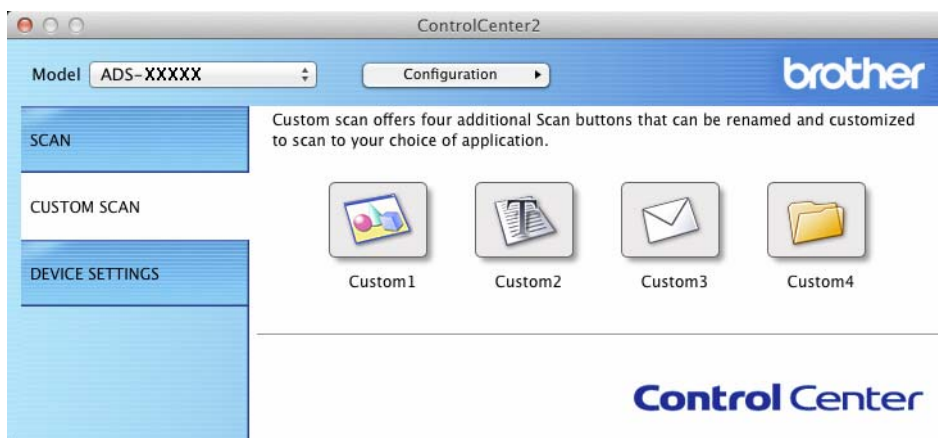 ControlCenter2
Model ADS-XXXXX Configuration brother
SCAN
CUSTOM SCAN
DEVICE SETTINGS
Custom scan offers four additional Scan buttons that can be renamed and customized
to scan to your choice of application.
T
Custom1 Custom2 Custom3 Custom4
Control Center